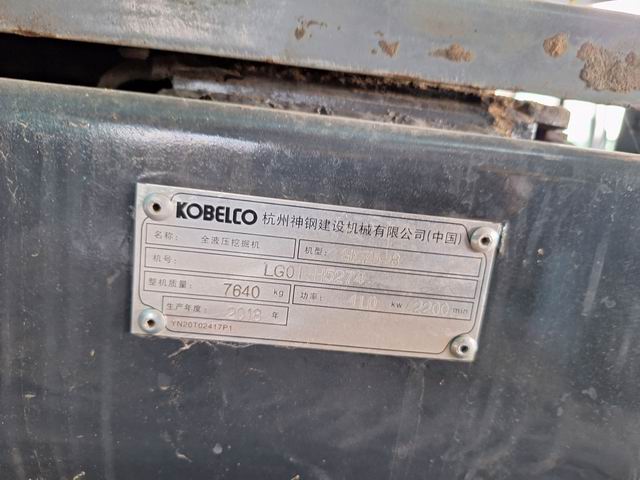 KOBELCO 杭州神钢建设机械有限公司(中国)
名称: 全液压挖掘机 机型:
机号:
整机质量: 7640 kg 功率: kw/2200 min
生产年度: 2018 年
YN20T02417P1